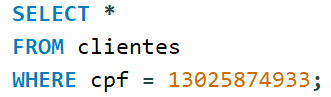 SELECT *
FROM clientes
WHERE cpf = 13025874933;